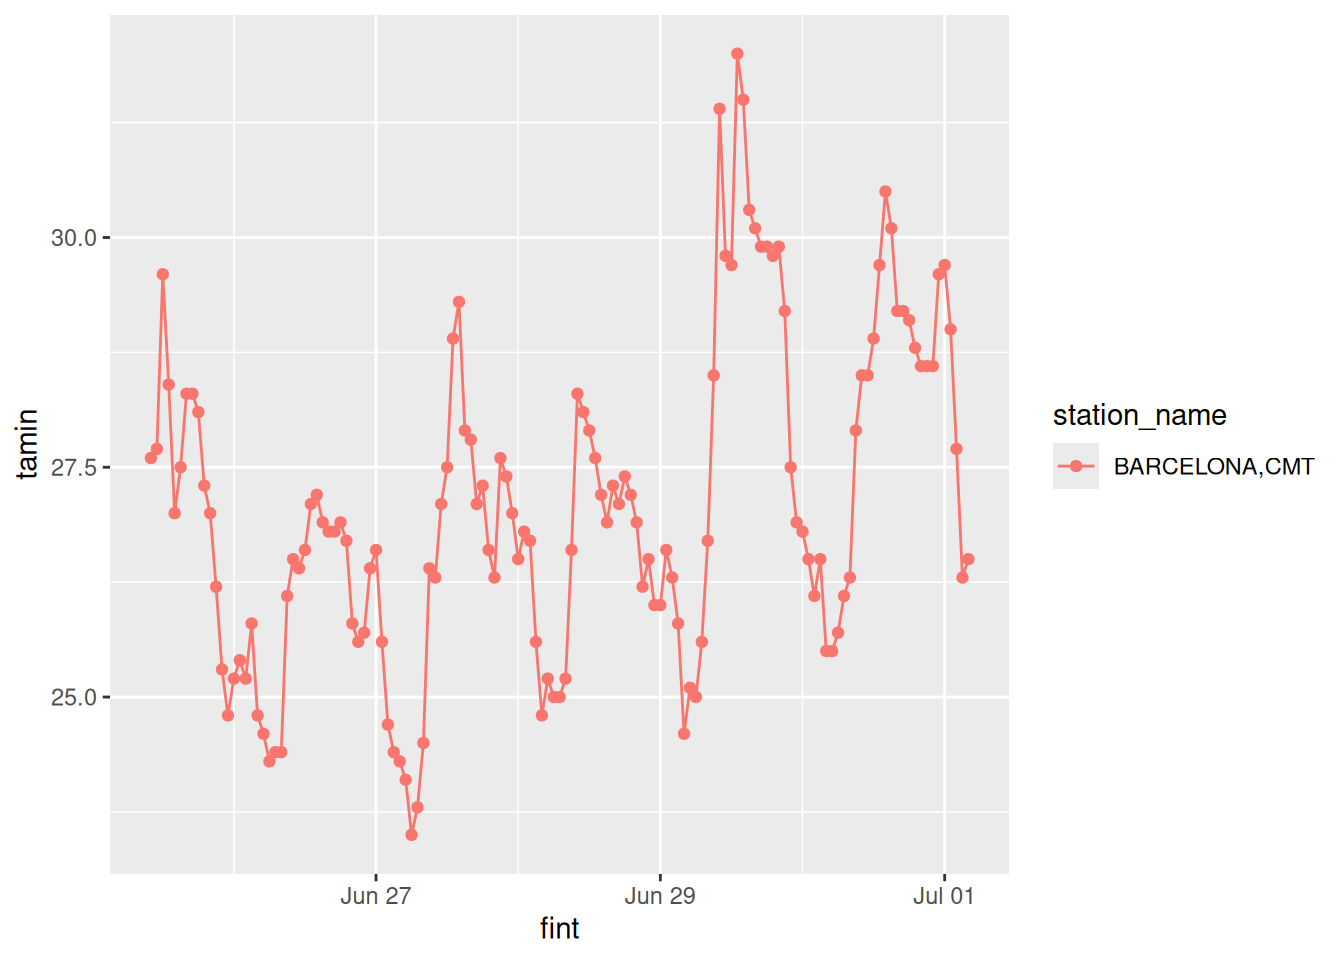 tamin
30.0
27.5
25.0
Jun 27
Jun 29
Jul 01
fint
station_name
BARCELONA,CMT